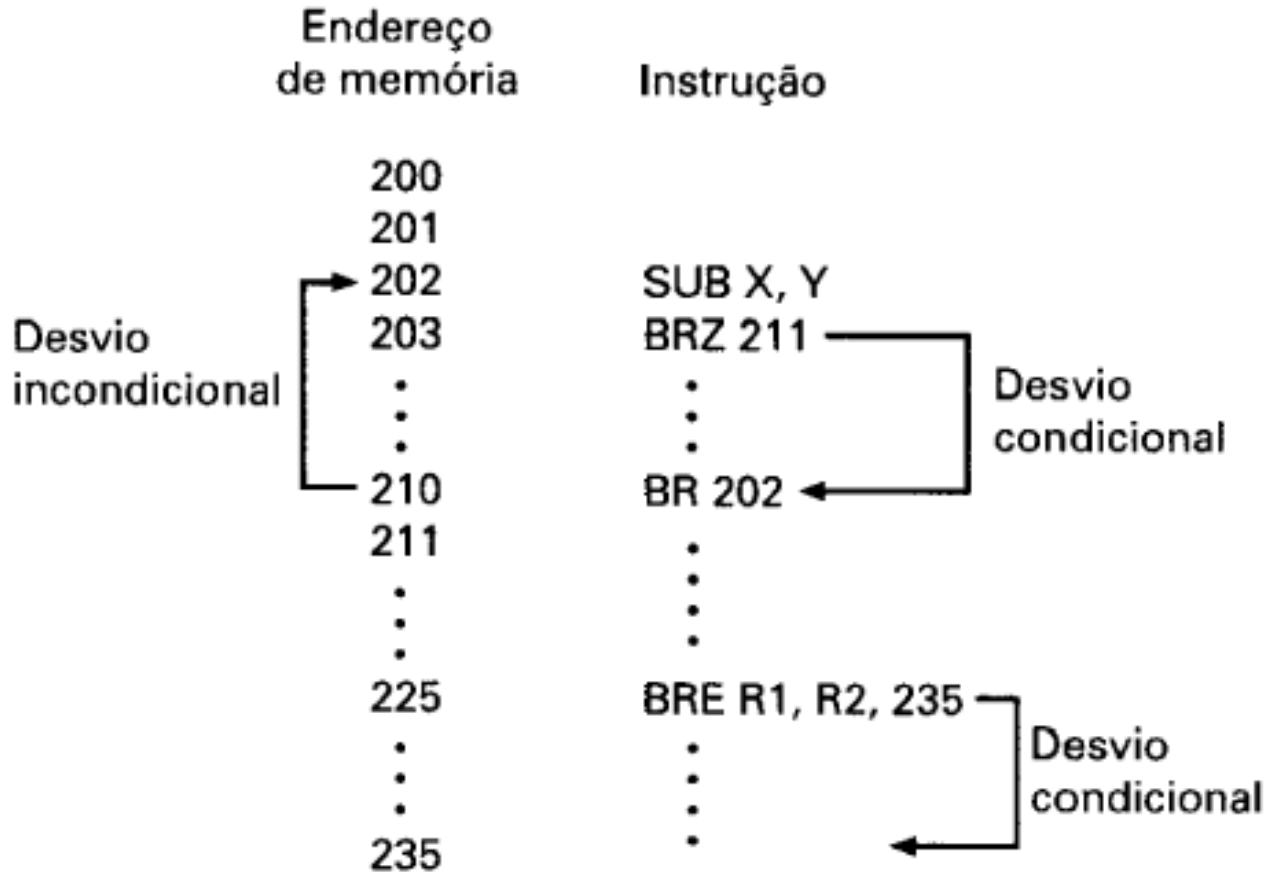 Endereço
de memória
Instrução
200
201
202 SUB X, Y
203 BRZ 211
Desvio
incondicional
Desvio
condicional
210 BR 202
211
225 BRE R1, R2, 235
Desvio
condicional
235